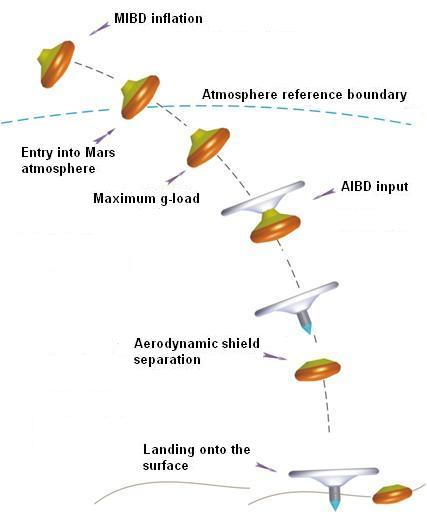 MIBD inflation
Atmosphere reference boundary
Entry into Mars
atmosphere
Maximum g-load
AIBD input
Aerodynamic shield
separation
Landing onto the
surface